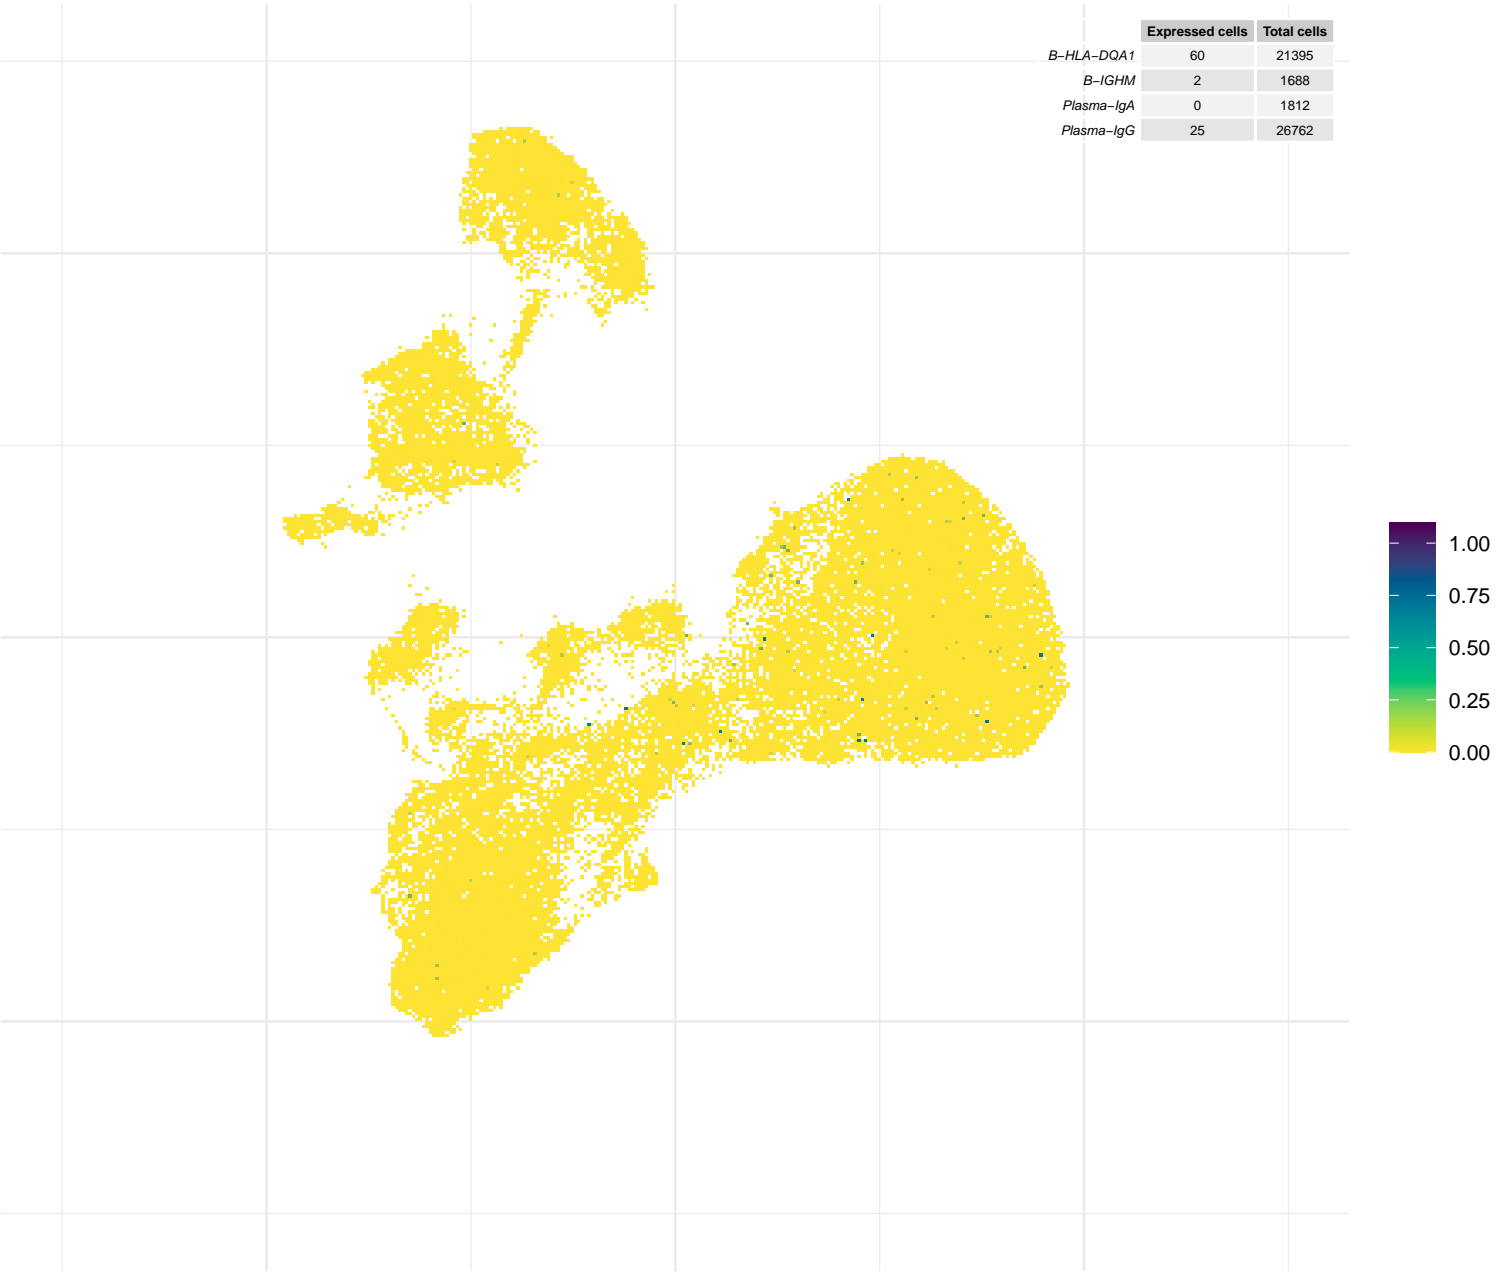 Expressed cells Total cells
B−HLA−DQA1 60 21395
B−IGHM 2 1688
Plasma−IgA 0 1812
Plasma−IgG 25 26762
1.00
0.75
0.50
0.25
0.00